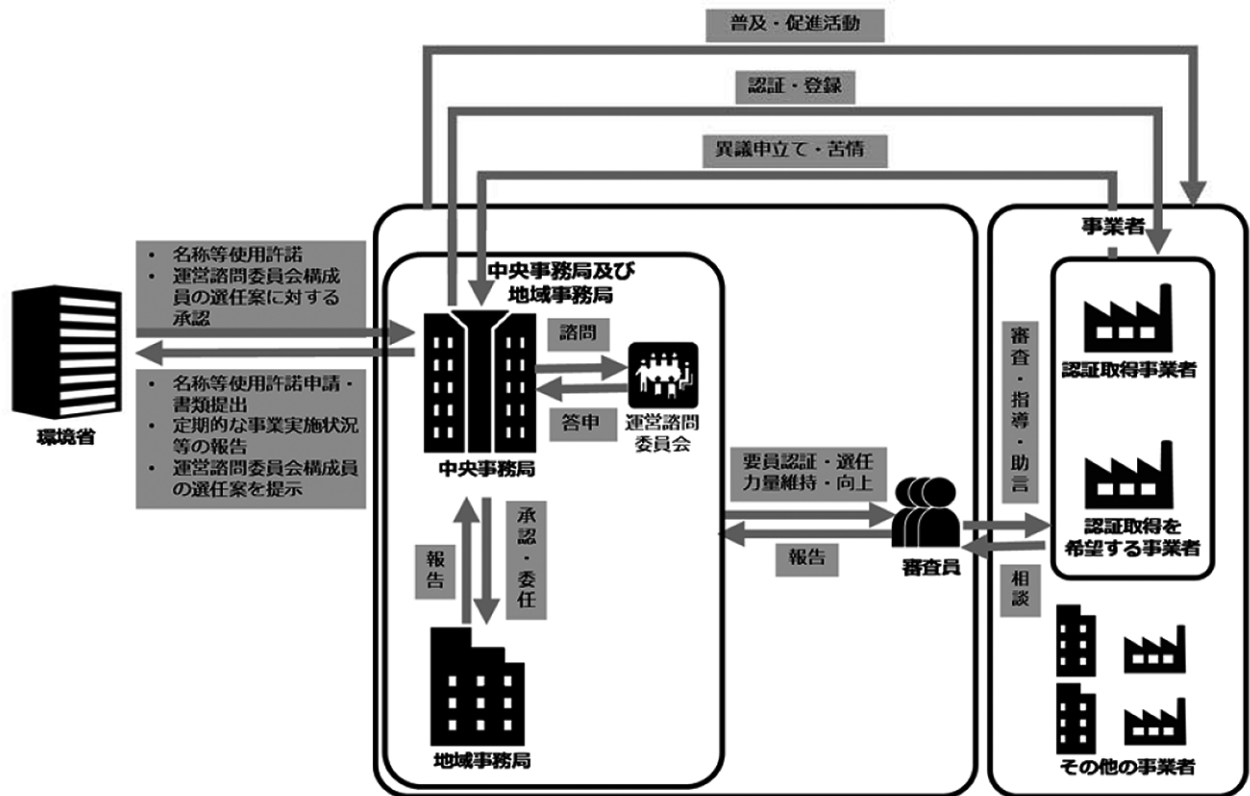 普及・促進活動
認証・登録
異議申立て・苦情
事業者
・ 名称等使用許諾
・ 運営諮問委員会構成
員の選任案に対する
承認
中央事務局及び
地域事務局
諮問
審査・指導・助言
認証取得事業者
・ 名称等使用許諾申請・
書類提出
・ 定期的な事業実施状況
等の報告
・ 運営諮問委員会構成員
の選任案を提示
環境省
答申
運営諮問
委員会
中央事務局
要員認証・選任
力量維持・向上
認証取得を
希望する事業者
報告
承認・委任
報告
審査員
相談
地域事務局
その他の事業者